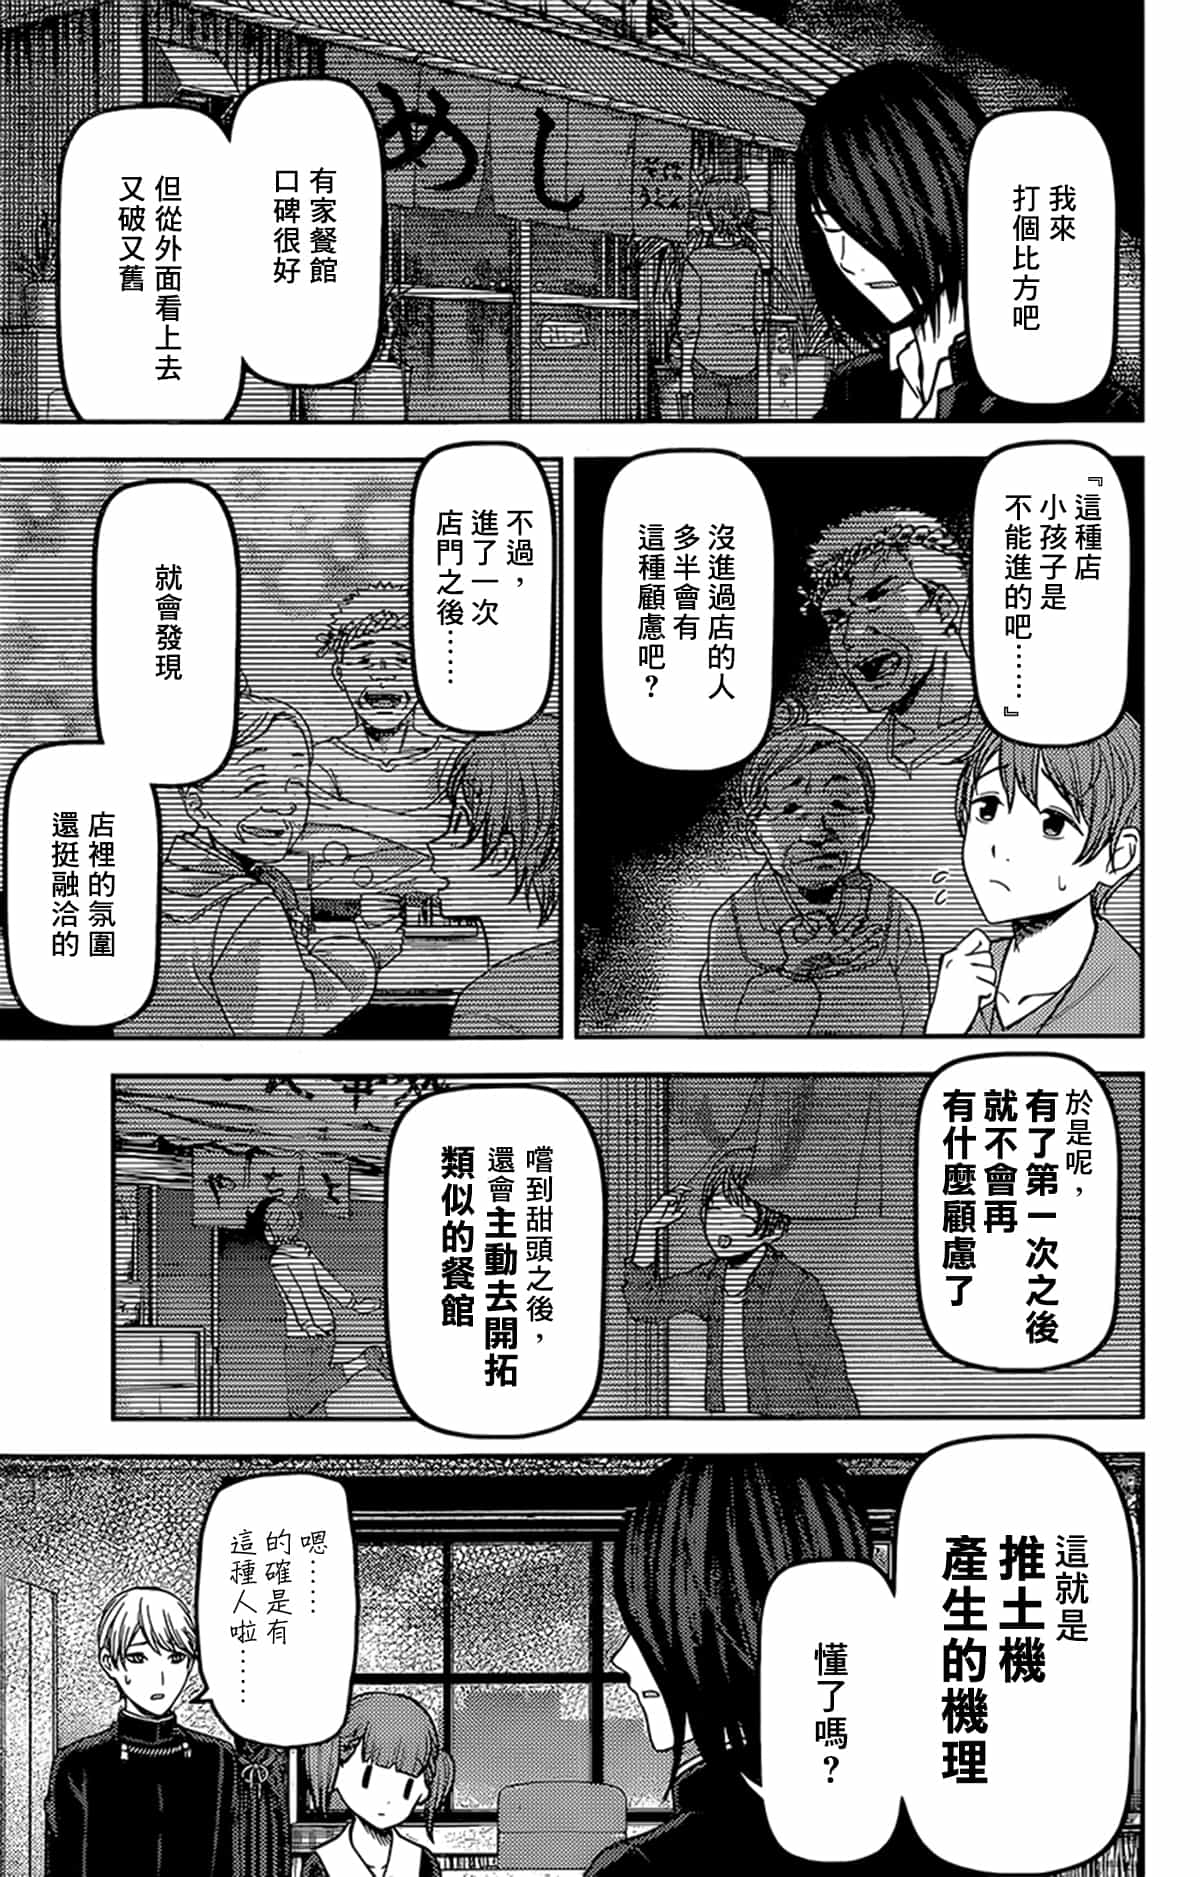 我來
打個比方吧
めし
うどん
有家餐館
口碑很好
但從外面看上去
又破又舊
『這種店
小孩子是
不能進的吧……』
沒進過店的人
多半會有
這種顧慮吧?
不過,
進了一次
店門之後……
就會發現
店裡的氛圍
還挺融洽的
於是呢,
有了第一次之後
就不會再
有什麼顧慮了
嚐到甜頭之後,
還會主動去開拓
類似的餐館
這就是
推土機
產生的機理
懂了嗎?
嗯……
的確是有
這種人啦……